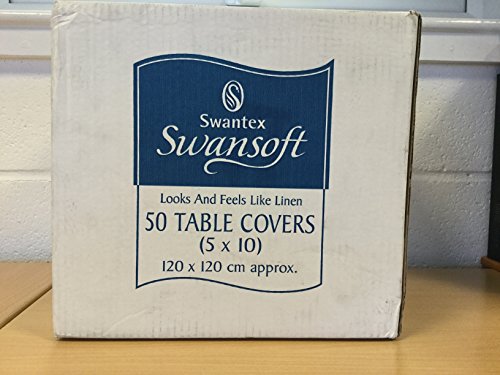 Swantex
Swansoft
Looks And Feels Like Linen
50 TABLE COVERS
(5 x 10)
120 x 120 cm approx.